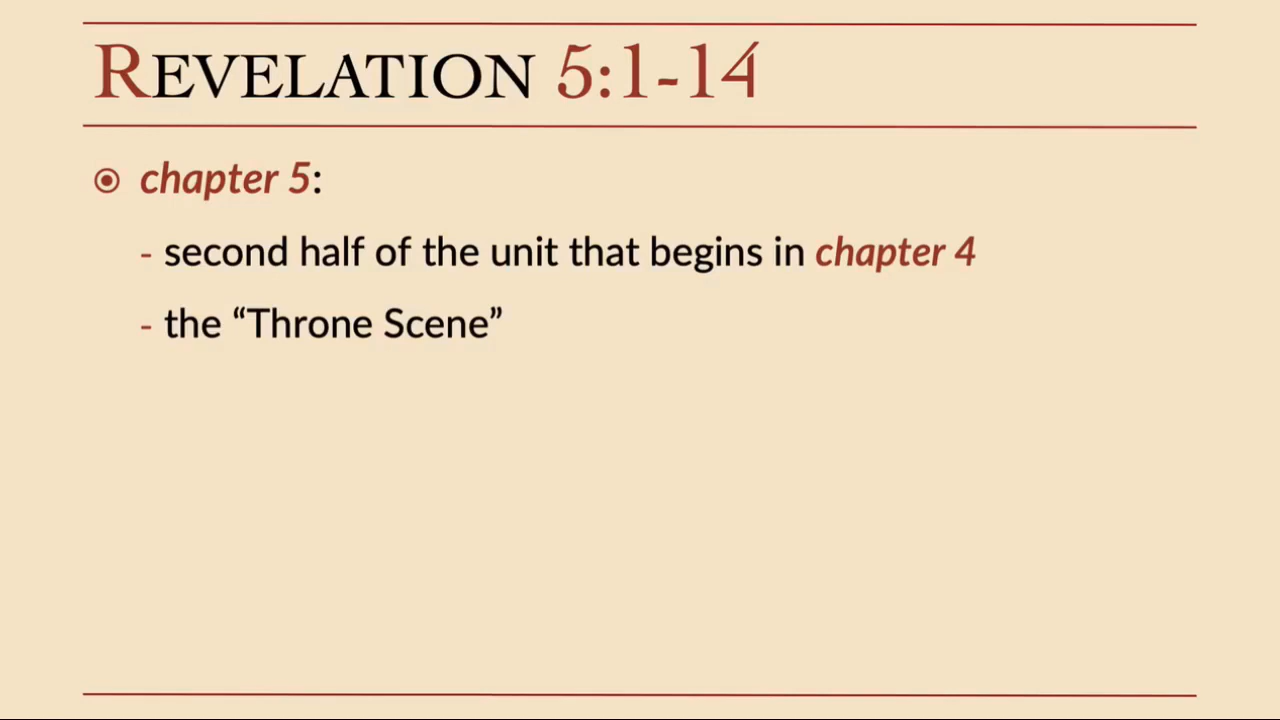 REVELATION 5:1-14
chapter 5:
- second half of the unit that begins in chapter 4
- the “Throne Scene”